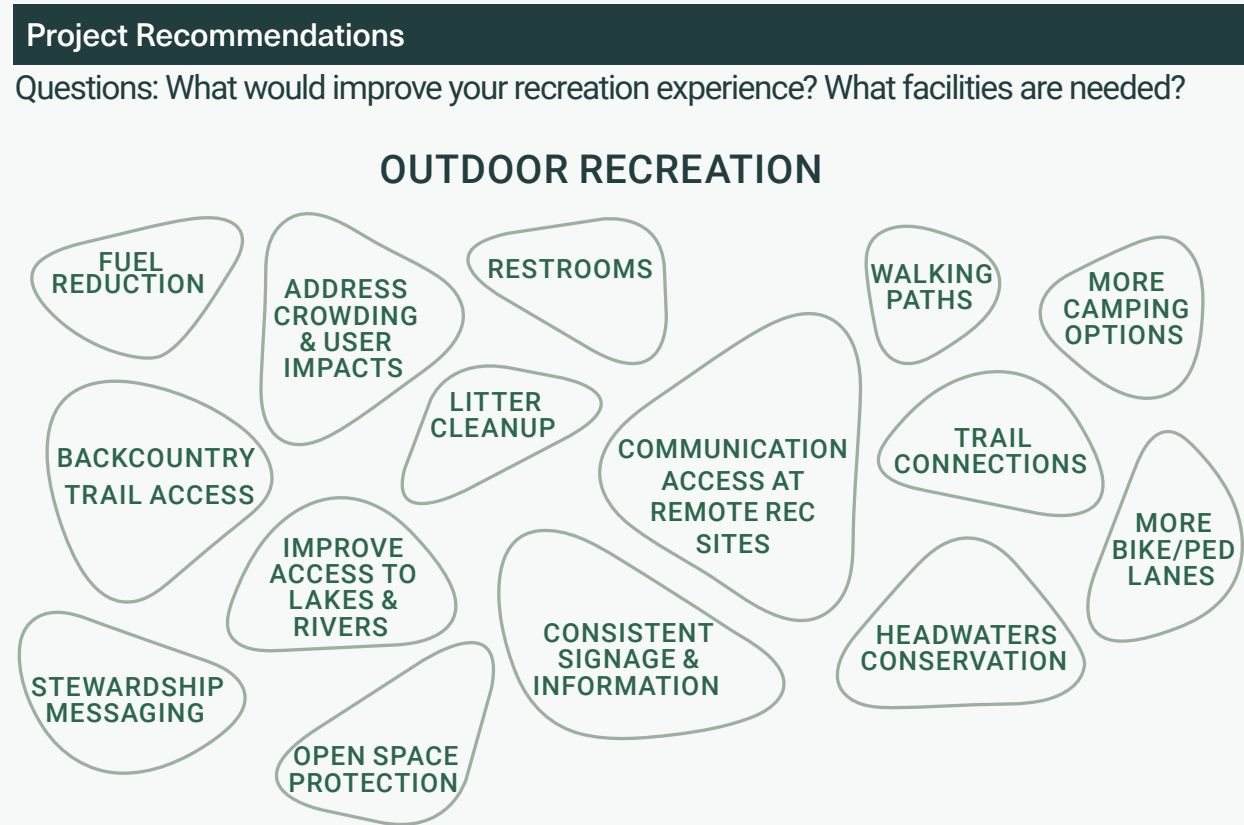 Project Recommendations
Questions: What would improve your recreation experience? What facilities are needed?
OUTDOOR RECREATION
FUEL
REDUCTION
ADDRESS
CROWDING
& USER
IMPACTS
RESTROOMS
WALKING
PATHS
MORE
CAMPING
OPTIONS
BACKCOUNTRY
TRAIL ACCESS
LITTER
CLEANUP
COMMUNICATION
ACCESS AT
REMOTE REC
SITES
TRAIL
CONNECTIONS
MORE
BIKE/PED
LANES
IMPROVE
ACCESS TO
LAKES &
RIVERS
CONSISTENT
SIGNAGE &
INFORMATION
HEADWATERS
CONSERVATION
STEWARDSHIP
MESSAGING
OPEN SPACE
PROTECTION